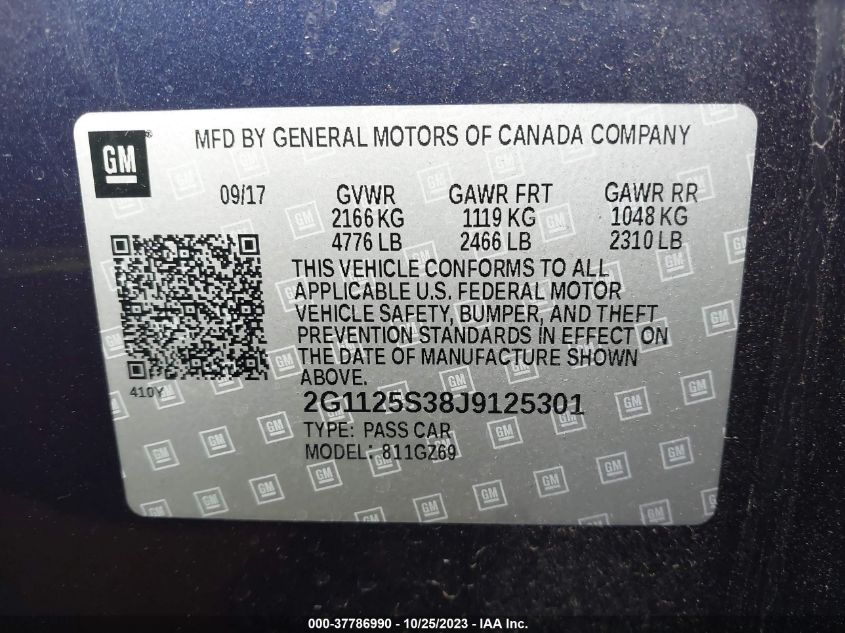 GM
MFD BY GENERAL MOTORS OF CANADA COMPANY
09/17 GVWR GAWR FRT GAWR RR
2166 KG 1119 KG 1048 KG
4776 LB 2466 LB 2310 LB
THIS VEHICLE CONFORMS TO ALL
APPLICABLE U.S. FEDERAL MOTOR
VEHICLE SAFETY, BUMPER, AND THEFT
PREVENTION STANDARDS IN EFFECT ON
THE DATE OF MANUFACTURE SHOWN
ABOVE.
410Y
2G1125S38J9125301
TYPE: PASS CAR
MODEL: 811GZ69
000-37786990 - 10/25/2023 - © IAA, Inc.